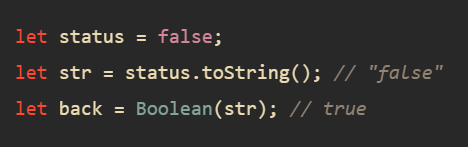 let status = false;
let str = status.toString(); // "false"
let back = Boolean(str); // true